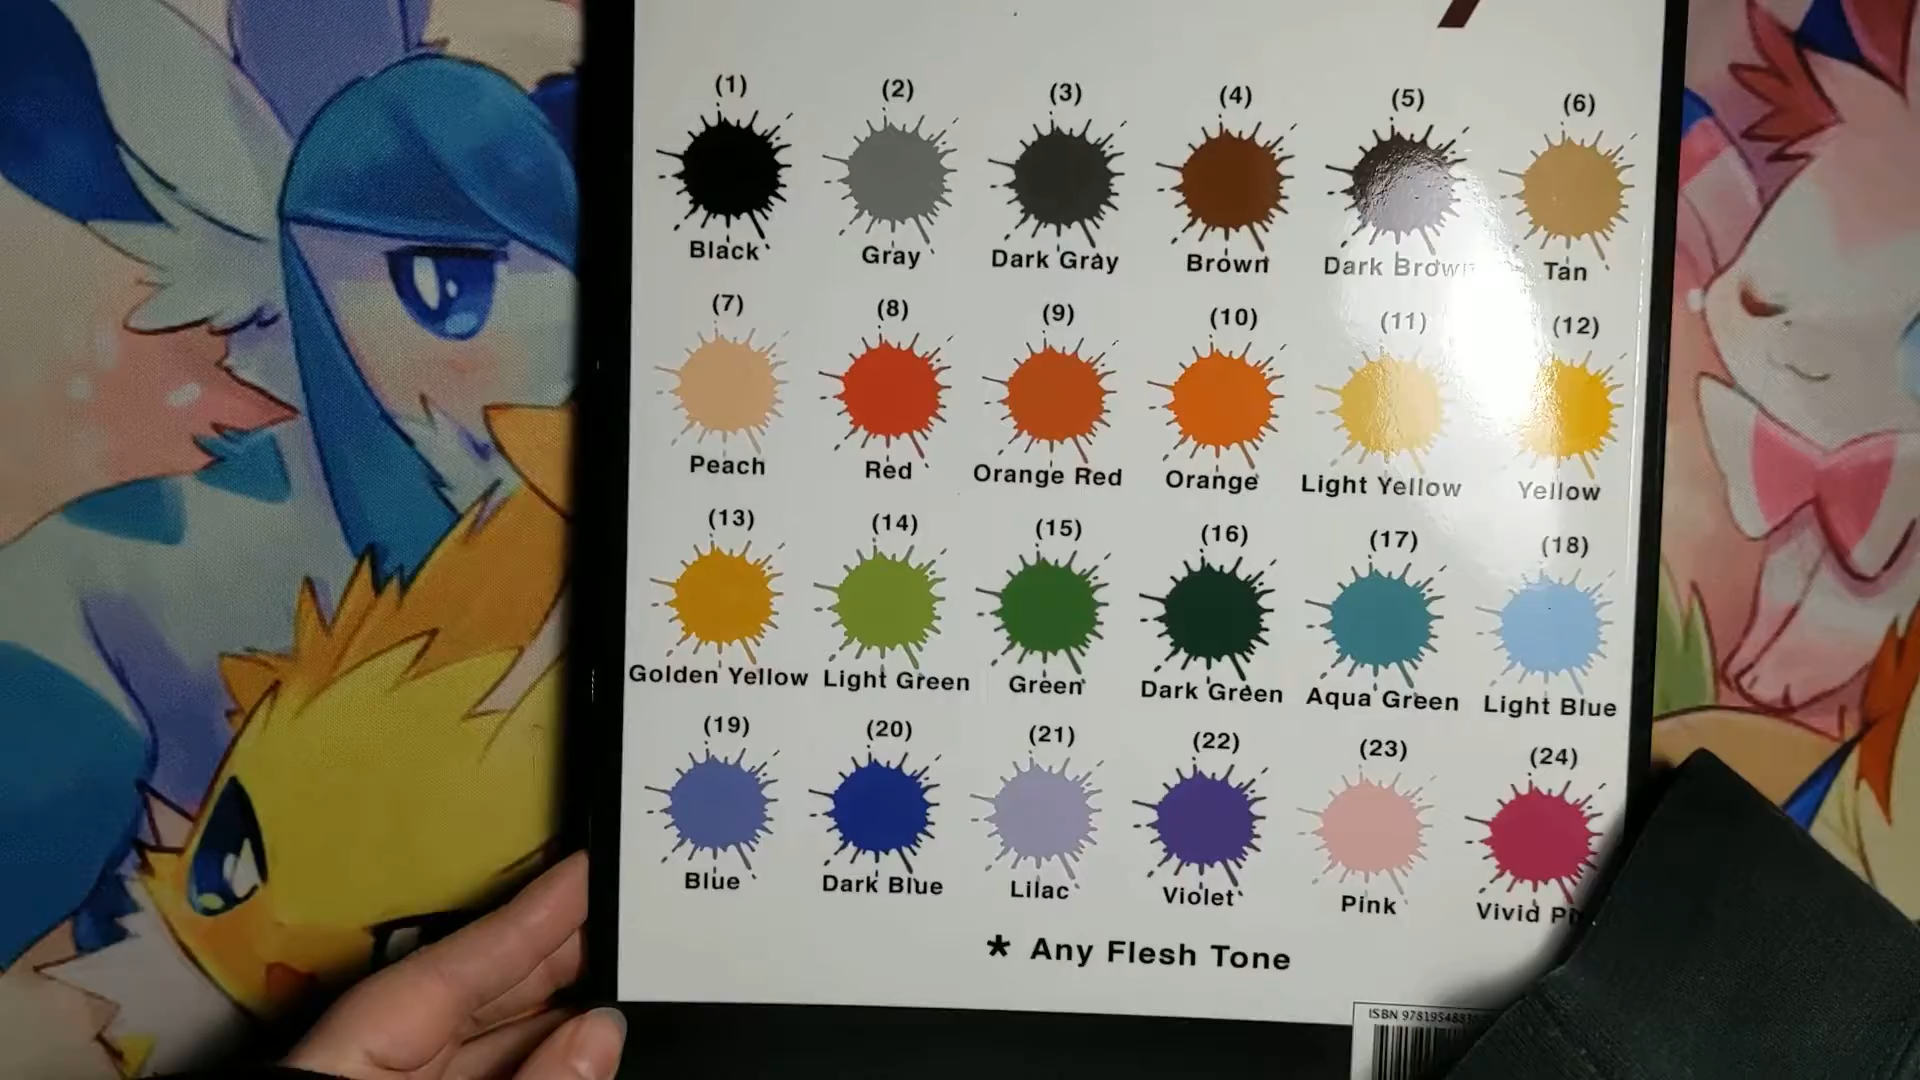 (1) (2) (3) (4) (5) (6)
Black Gray Dark Gray Brown Dark Brown Tan
(7) (8) (9) (10) (11) (12)
Peach Red Orange Red Orange Light Yellow Yellow
(13) (14) (15) (16) (17) (18)
Golden Yellow Light Green Green Dark Green Aqua Green Light Blue
(19) (20) (21) (22) (23) (24)
Blue Dark Blue Lilac Violet Pink Vivid
* Any Flesh Tone
ISBN